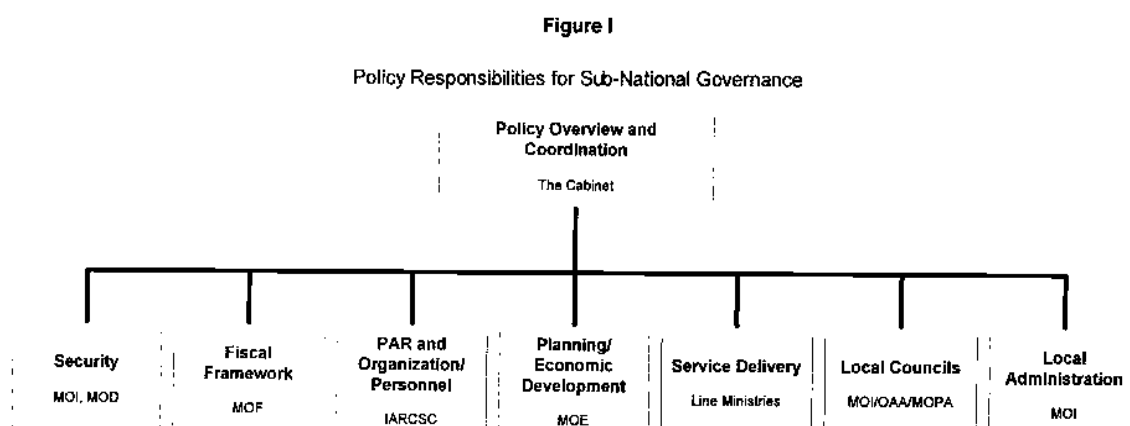 Figure I
Policy Responsibilities for Sub-National Governance
Policy Overview and
Coordination
The Cabinet
Security
MOI, MOD
Fiscal
Framework
MOF
PAR and
Organization/
Personnel
IARCSC
Planning/
Economic
Development
MOE
Service Delivery
Line Ministries
Local Councils
MOI/OAA/MOPA
Local
Administration
MOI